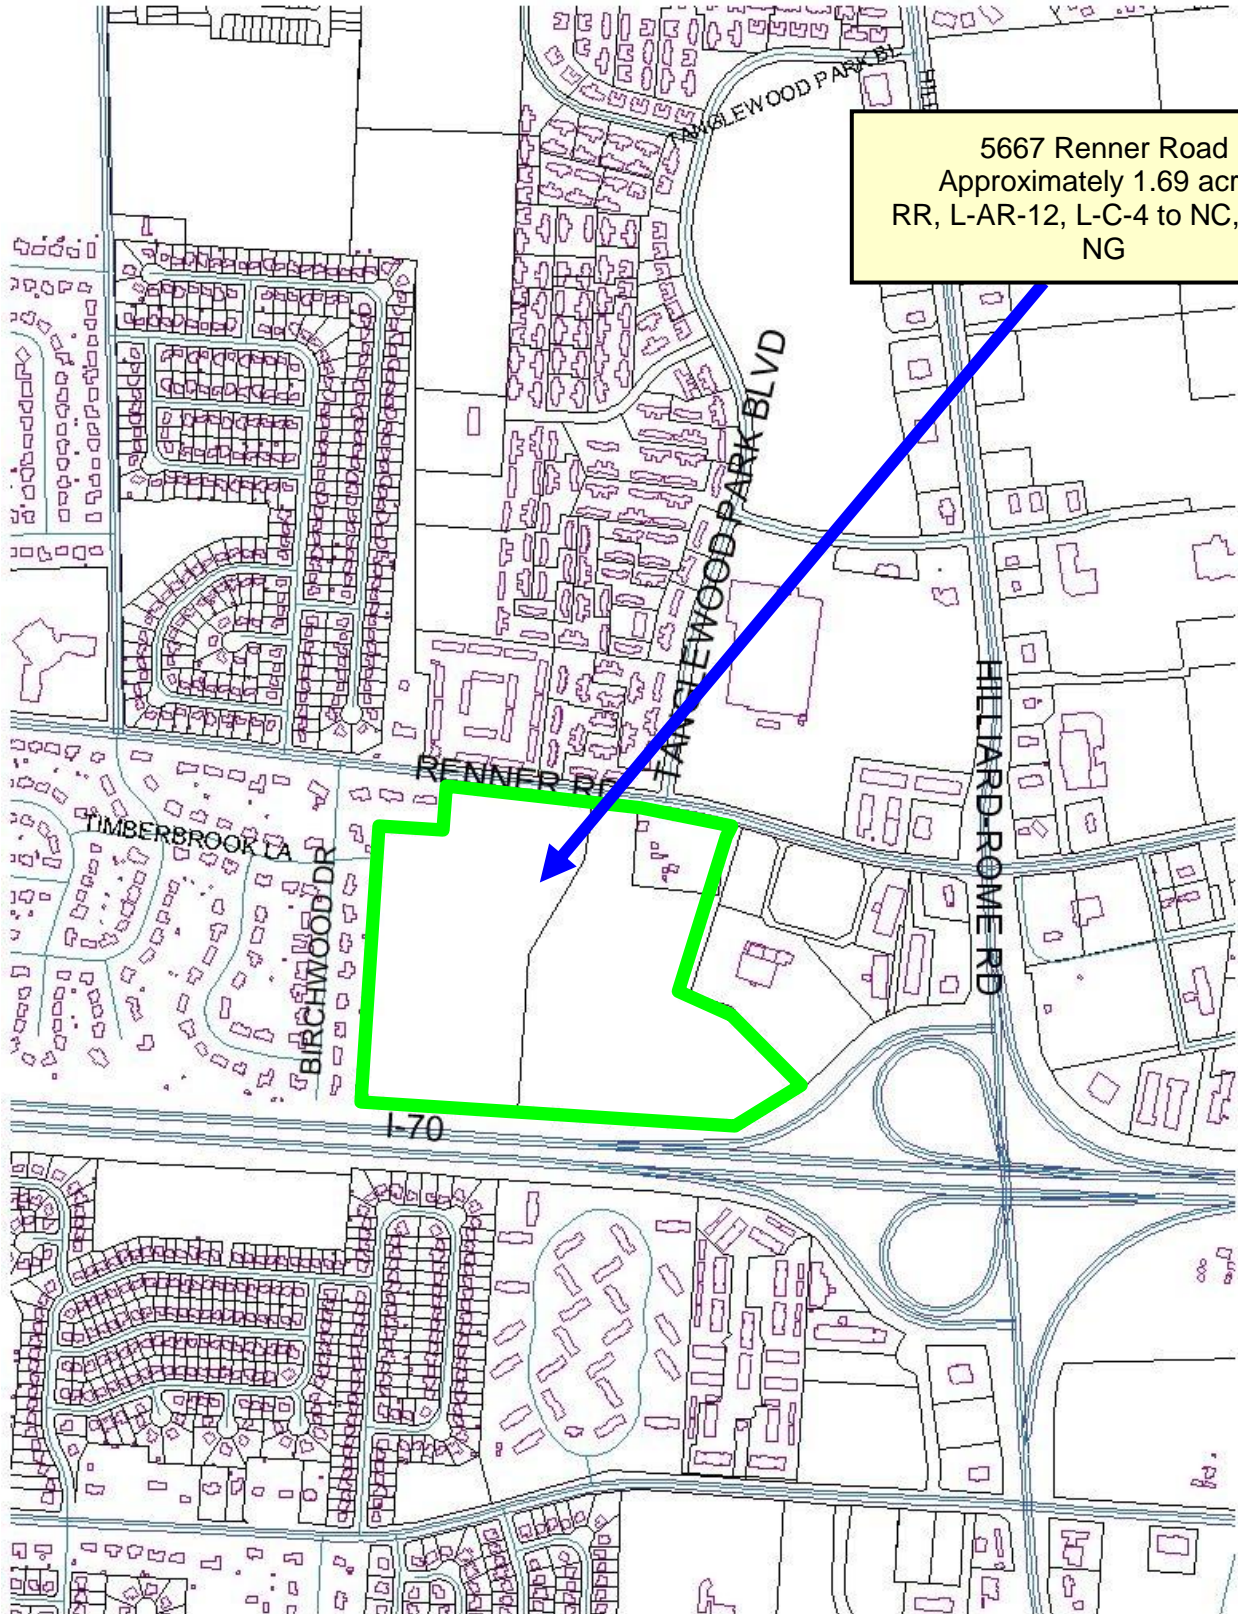 TANGLEWOOD PARK BL
5667 Renner Road
Approximately 1.69 acr
RR, L-AR-12, L-C-4 to NC,
NG
TANGLEWOOD PARK BLVD
HILLIARD-ROME RD
RENNER RD
TIMBERBROOK LA
BIRCHWOOD DR
I-70